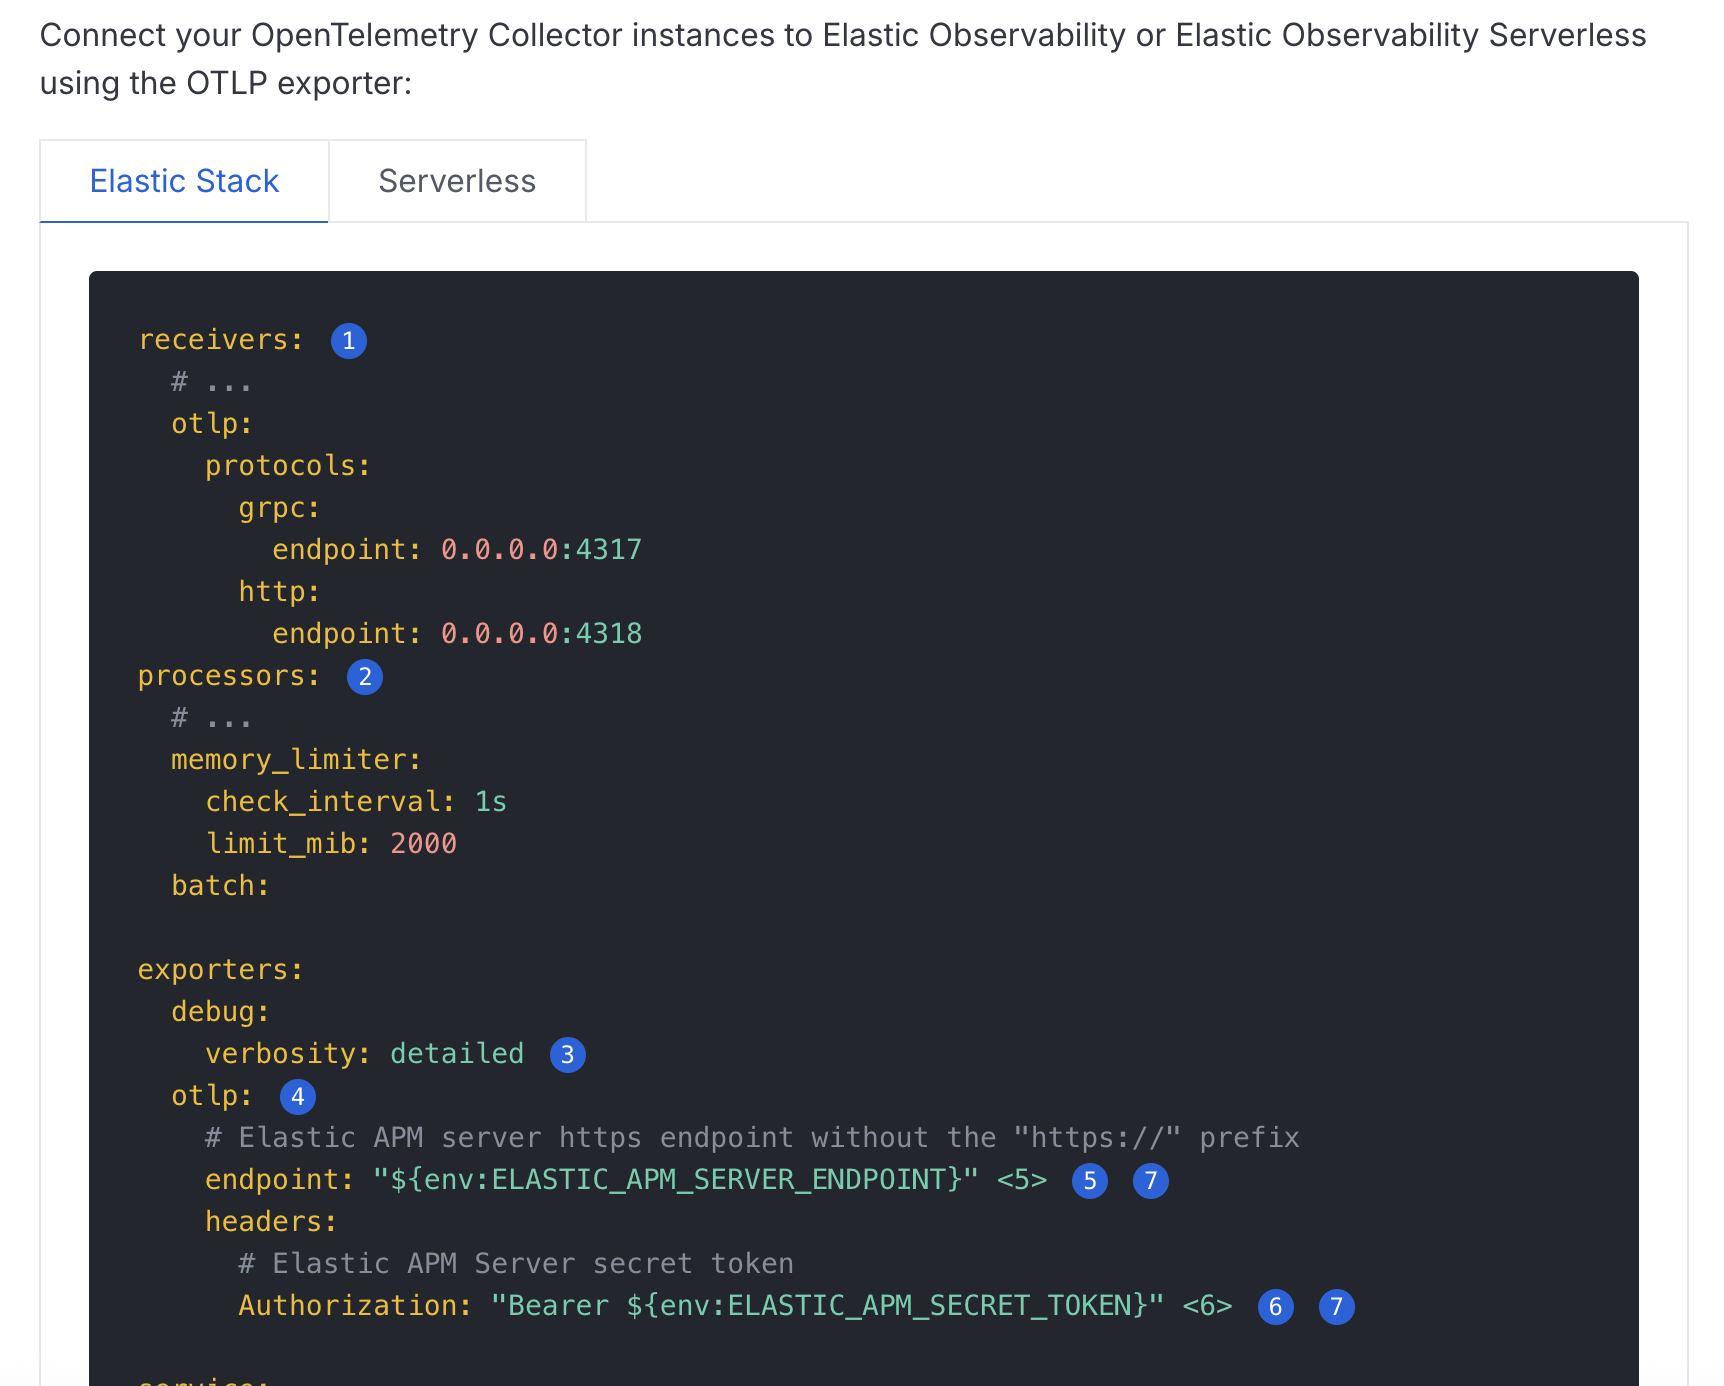 Connect your OpenTelemetry Collector instances to Elastic Observability or Elastic Observability Serverless
using the OTLP exporter:
Elastic Stack
Serverless
receivers: 1
# ...
otlp:
protocols:
grpc:
endpoint: 0.0.0.0:4317
http:
endpoint: 0.0.0.0:4318
processors: 2
# ...
memory_limiter:
check_interval: 1s
limit_mib: 2000
batch:
exporters:
debug:
verbosity: detailed 3
otlp: 4
# Elastic APM server https endpoint without the "https://" prefix
endpoint: "${env:ELASTIC_APM_SERVER_ENDPOINT}" <5> 5 7
headers:
# Elastic APM Server secret token
Authorization: "Bearer ${env:ELASTIC_APM_SECRET_TOKEN}" <6> 6 7